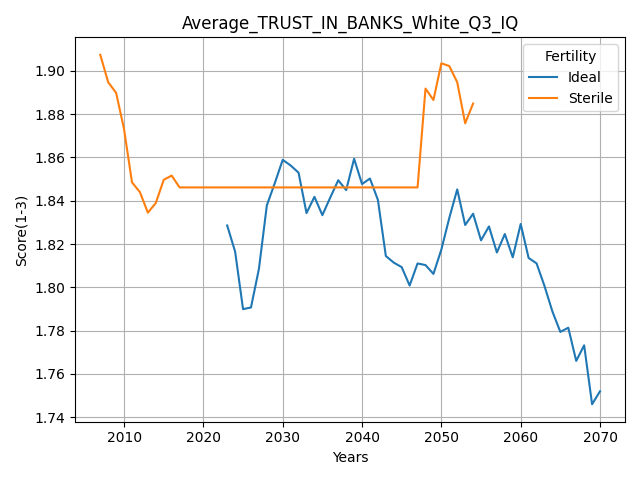 Average_TRUST_IN_BANKS_White_Q3_IQ
Fertility
Ideal
Sterile
Score(1-3)
1.90
1.88
1.86
1.84
1.82
1.80
1.78
1.76
1.74
2010 2020 2030 2040 2050 2060 2070
Years